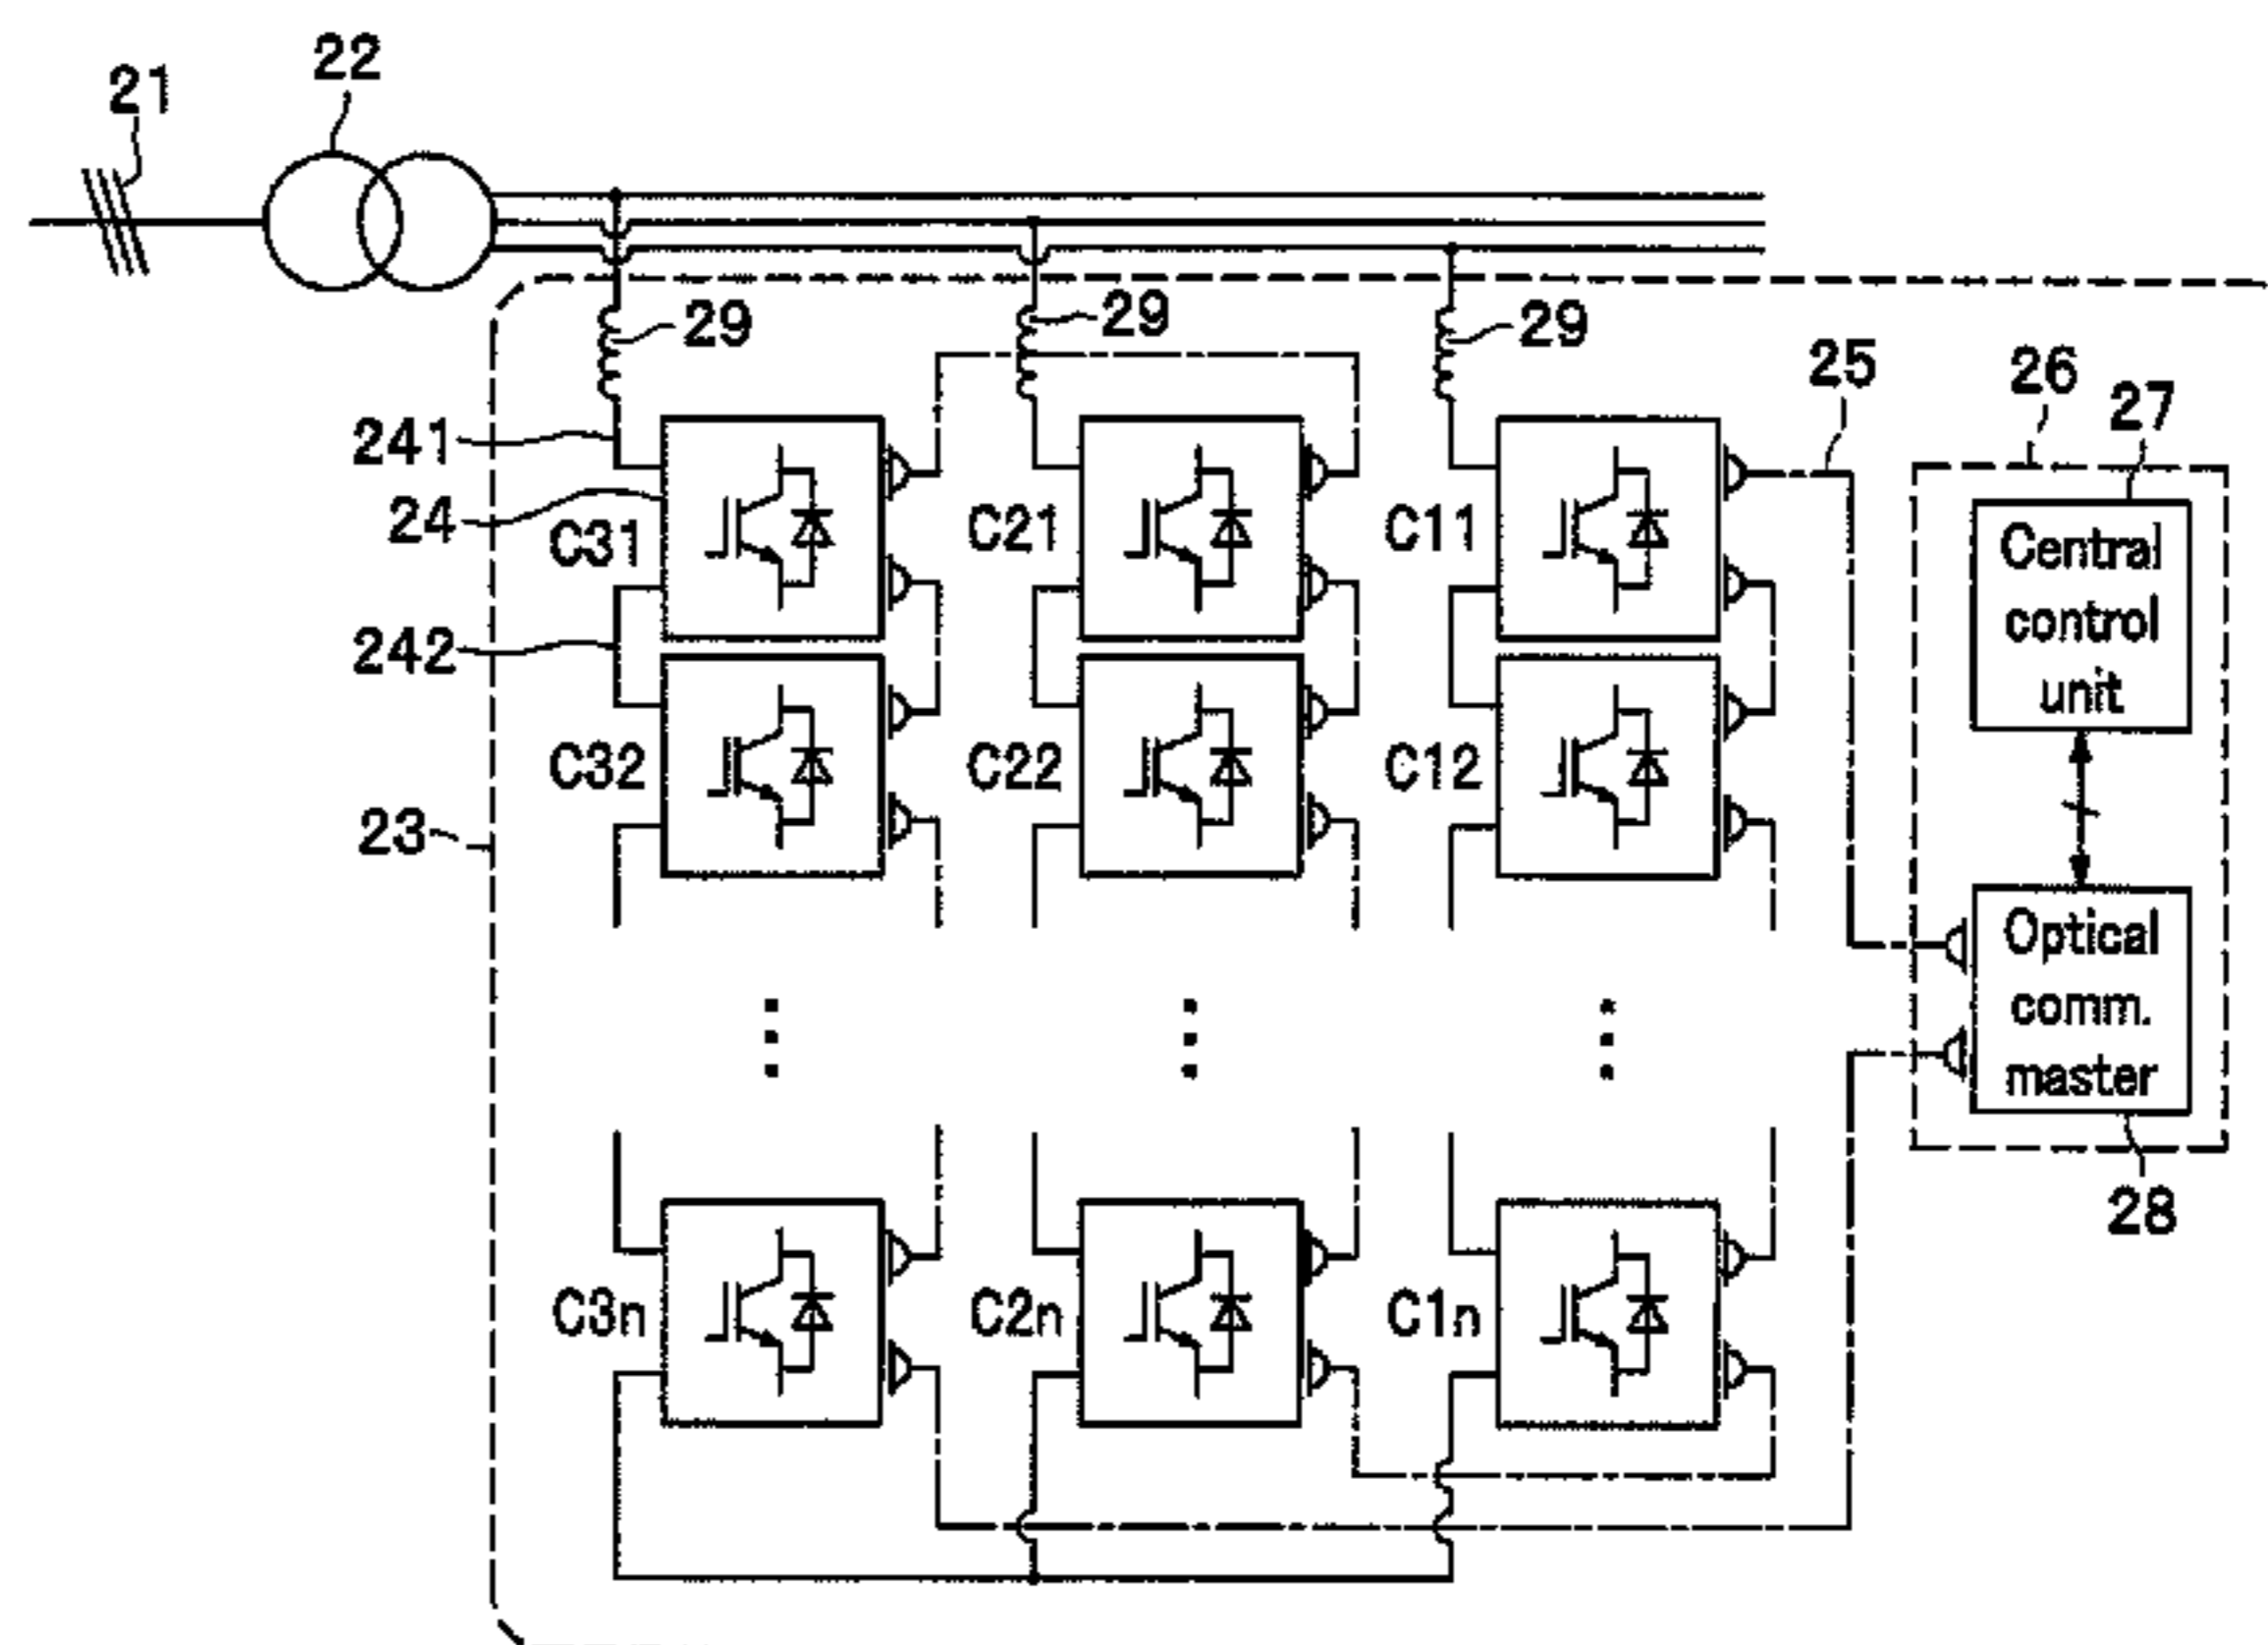 22
21
29
29
29
25
26
27
241
24
C31
C21
C11
Central
control
unit
242
C32
C22
C12
23
Optical
comm.
master
28
C3n
C2n
C1n